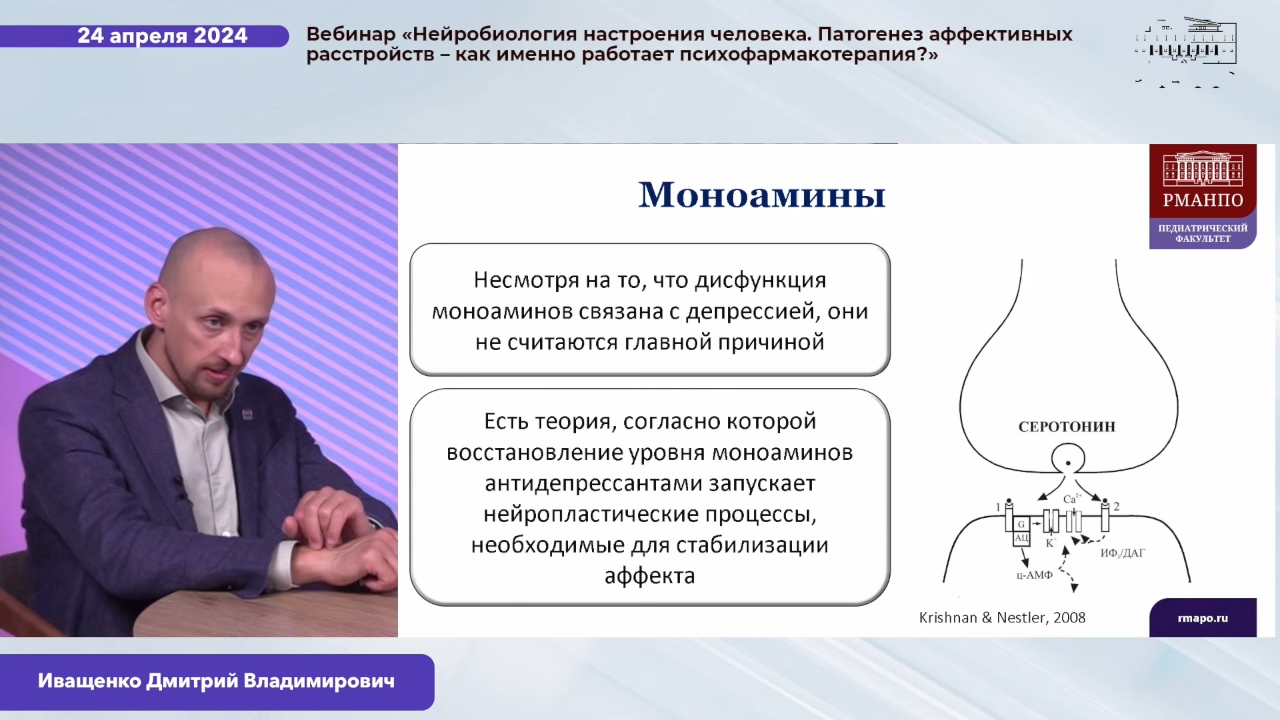 24 апреля 2024
Вебинар «Нейробиология настроения человека. Патогенез аффективных
расстройств – как именно работает психофармакотерапия?»
Моноамины
РМАНПО
ПЕДИАТРИЧЕСКИЙ
ФАКУЛЬТЕТ
Несмотря на то, что дисфункция
моноаминов связана с депрессией, они
не считаются главной причиной
Есть теория, согласно которой
восстановление уровня моноаминов
антидепрессантами запускает
нейропластические процессы,
необходимые для стабилизации
аффекта
СЕРОТОНИН
Ca²⁺
1
2
G
АЦ
K⁻
ИФ₃/ДАГ
ц-АМФ
Krishnan & Nestler, 2008
rmapo.ru
Иващенко Дмитрий Владимирович